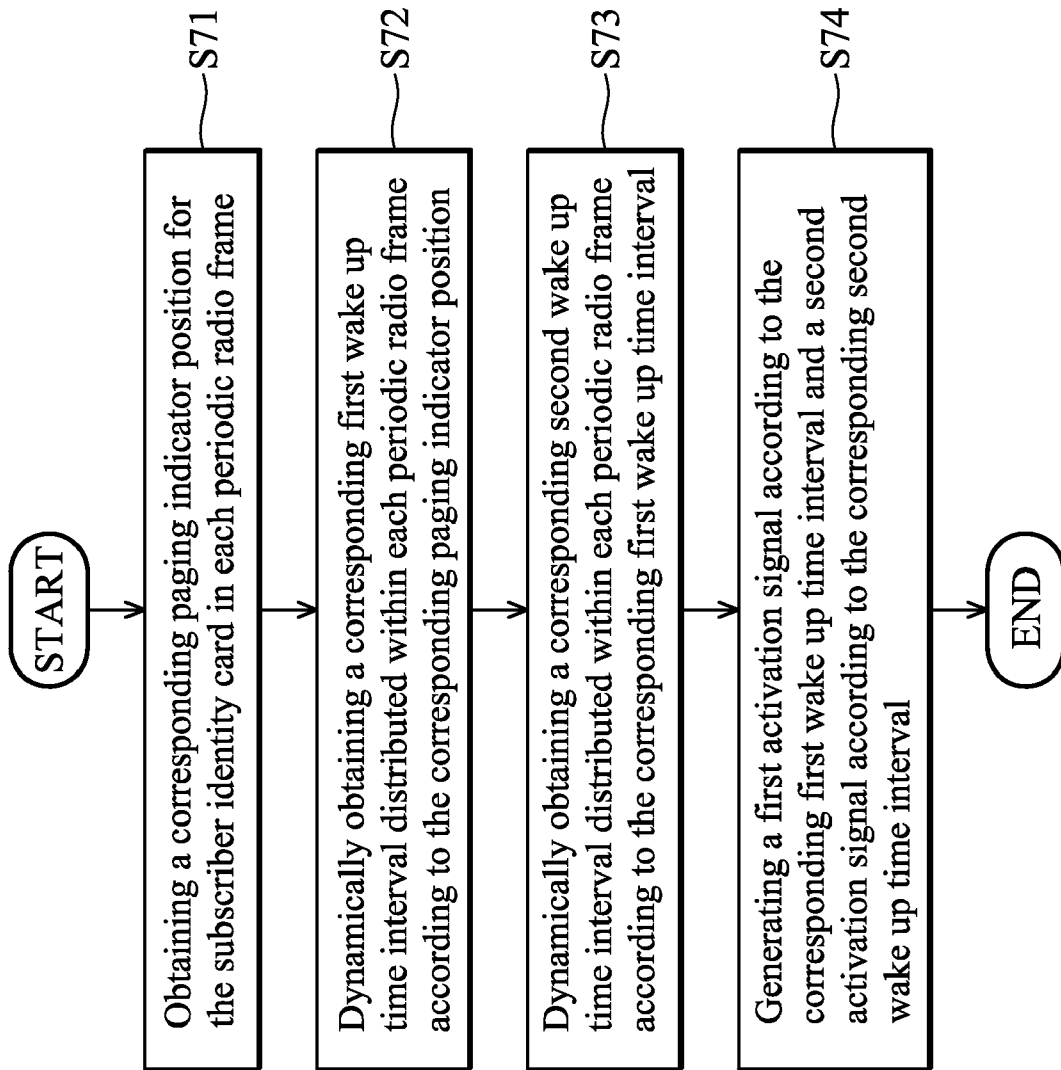 START
Obtaining a corresponding paging indicator position for
the subscriber identity card in each periodic radio frame
S71
Dynamically obtaining a corresponding first wake up
time interval distributed within each periodic radio frame
according to the corresponding paging indicator position
S72
Dynamically obtaining a corresponding second wake up
time interval distributed within each periodic radio frame
according to the corresponding first wake up time interval
S73
Generating a first activation signal according to the
corresponding first wake up time interval and a second
activation signal according to the corresponding second
wake up time interval
S74
END